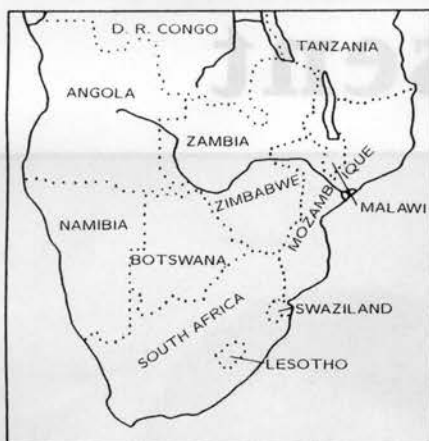 D. R. CONGO
TANZANIA
ANGOLA
ZAMBIA
ZIMBABWE
MOZAMBIQUE
MALAWI
NAMIBIA
BOTSWANA
SOUTH AFRICA
SWAZILAND
LESOTHO